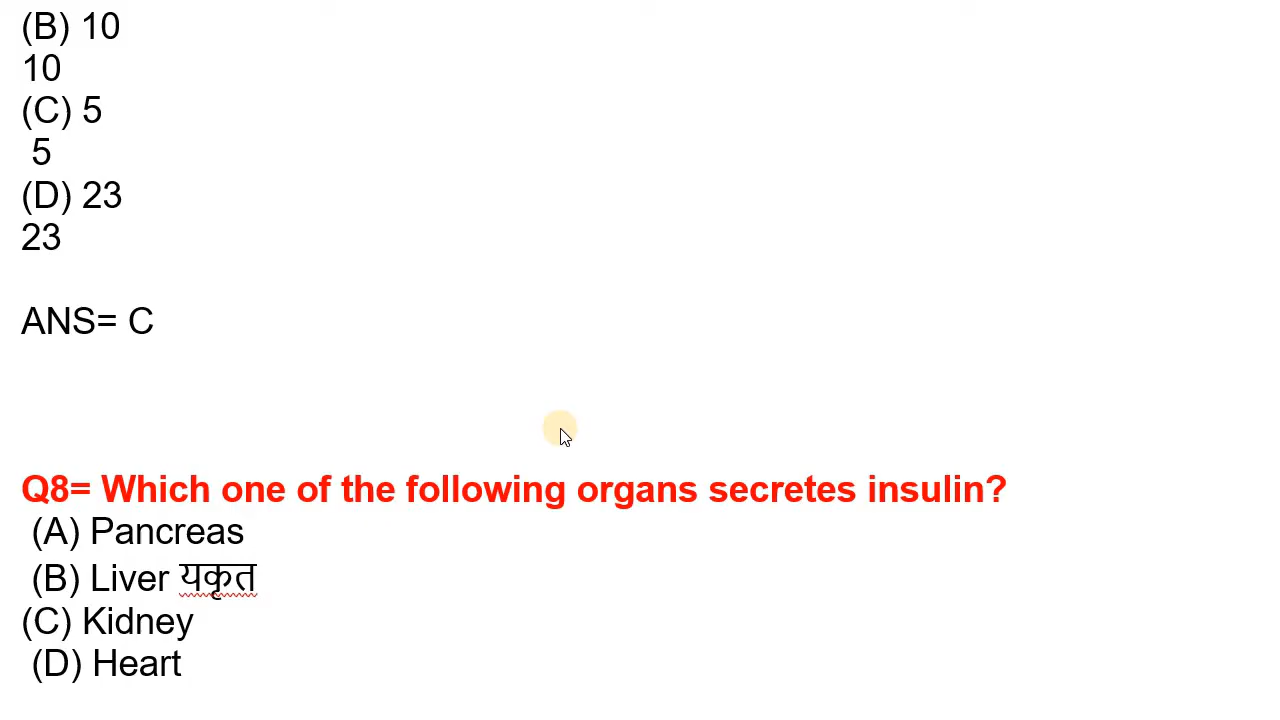 (B) 10
10
(C) 5
5
(D) 23
23
ANS= C
Q8= Which one of the following organs secretes insulin?
(A) Pancreas
(B) Liver यकृत
(C) Kidney
(D) Heart